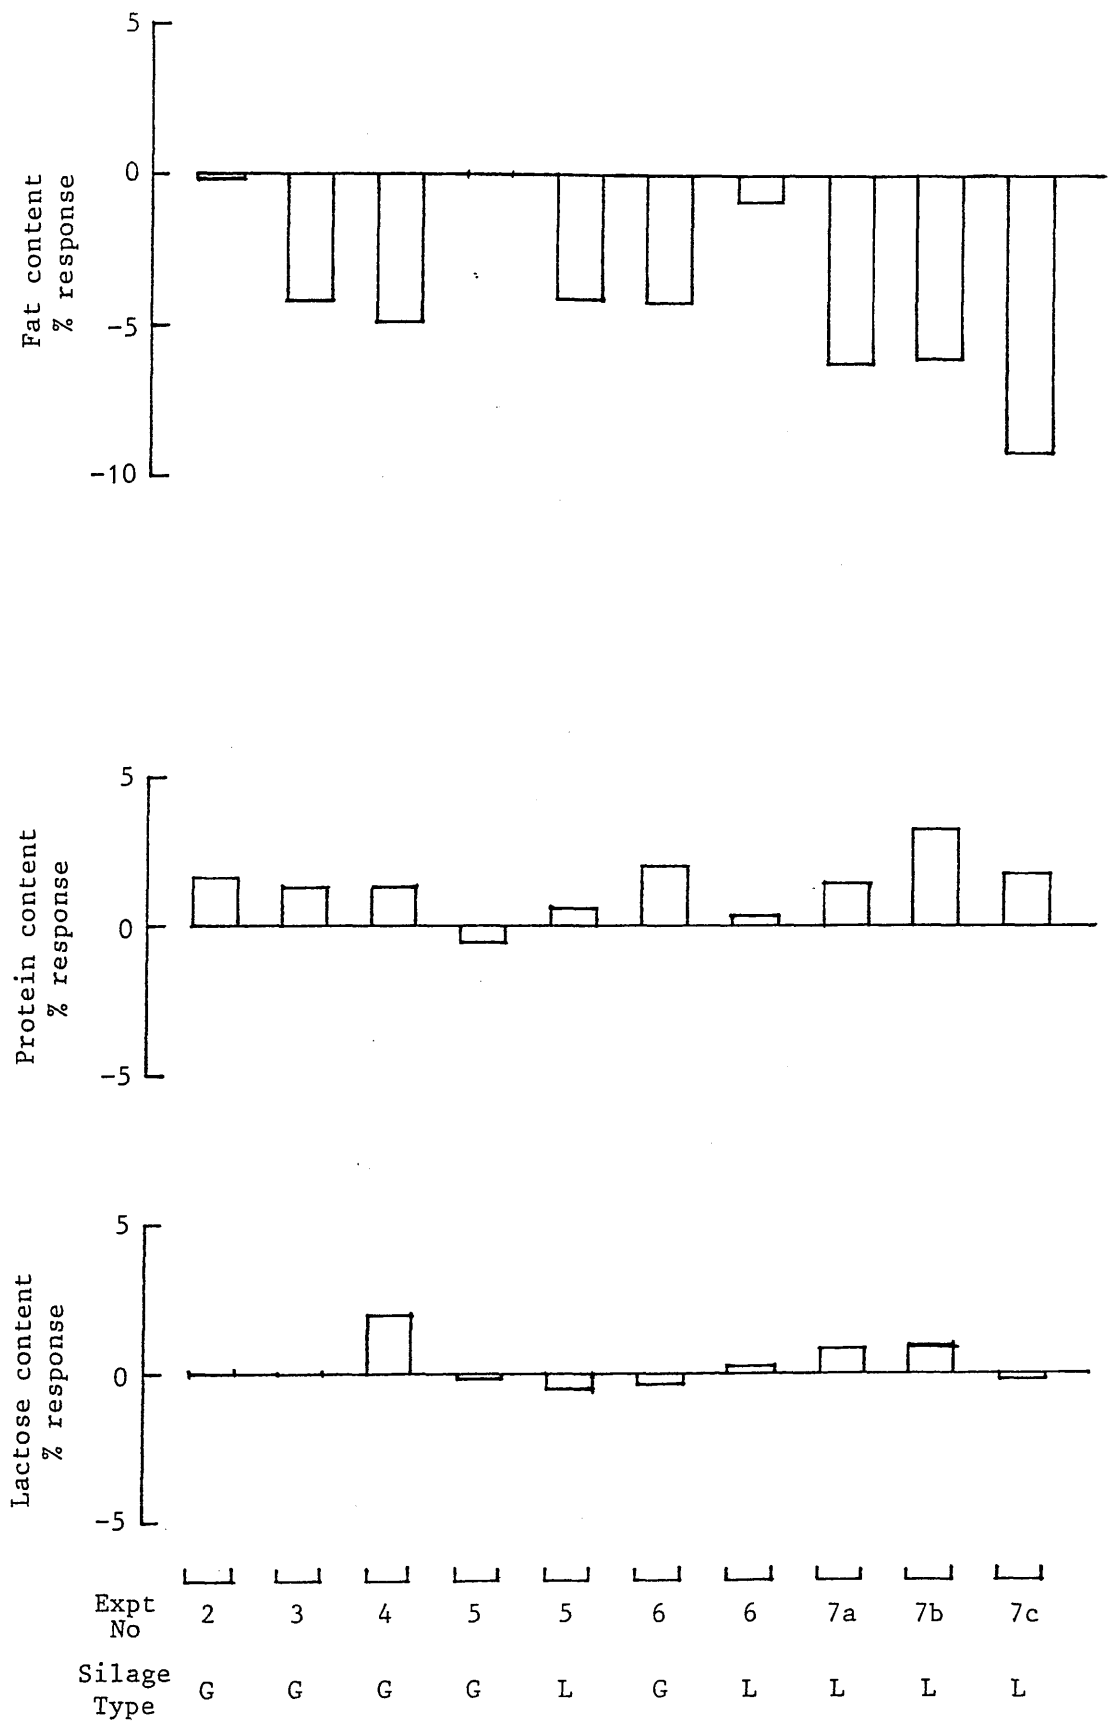 5
0
-5
-10
Fat content
% response
5
0
-5
Protein content
% response
5
0
-5
Lactose content
% response
Expt
No
2 3 4 5 5 6 6 7a 7b 7c
Silage
Type
G G G G L G L L L L